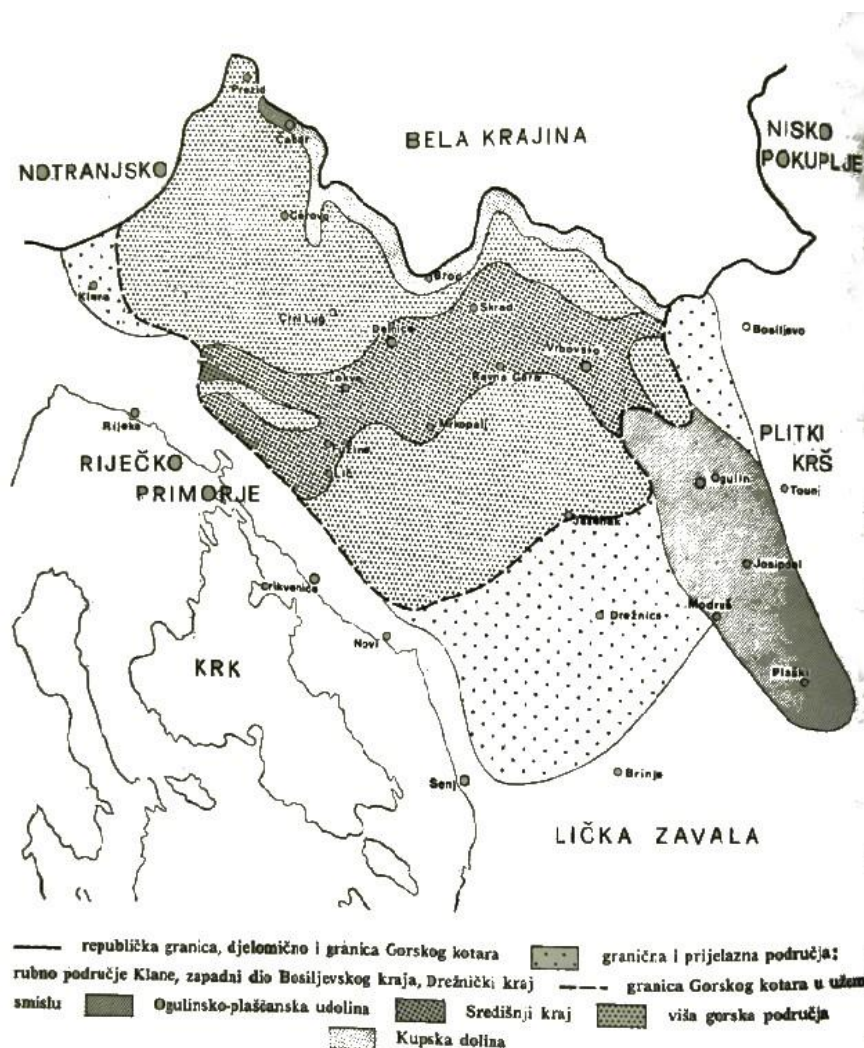 Prezid
BELA KRAJINA
NISKO
POKUPLJE
Čabar
NOTRANJSKO
Gerovo
Brod
Klana
Skrad
Crni Lug
Delnice
Vrbovsko
Bosiljevo
Lokve
Ravna Gora
Rijeka
Mrkopalj
PLITKI
KRŠ
RIJEČKO
PRIMORJE
Fužine
Lič
Ogulin
Tounj
Jasenak
Josipdol
Crikvenica
Drežnica
Modruš
Novi
KRK
Plaški
Senj
Brinje
LIČKA ZAVALA
republička granica, djelomično i granica Gorskog kotara granična i prijelazna područja:
rubno područje Klane, zapadni dio Bosiljevskog kraja, Drežnički kraj granica Gorskog kotara u užem
smislu Ogulinsko-plaščanska udolina Središnji kraj viša gorska područja
Kupska dolina